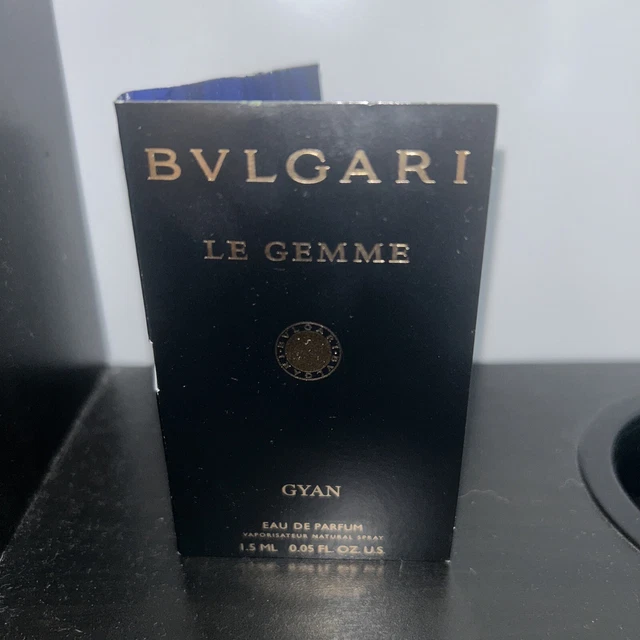 BVLGARI
LE GEMME
GYAN
EAU DE PARFUM
VAPORISATEUR NATURAL SPRAY
1.5 ML 0.05 FL. OZ. U.S.